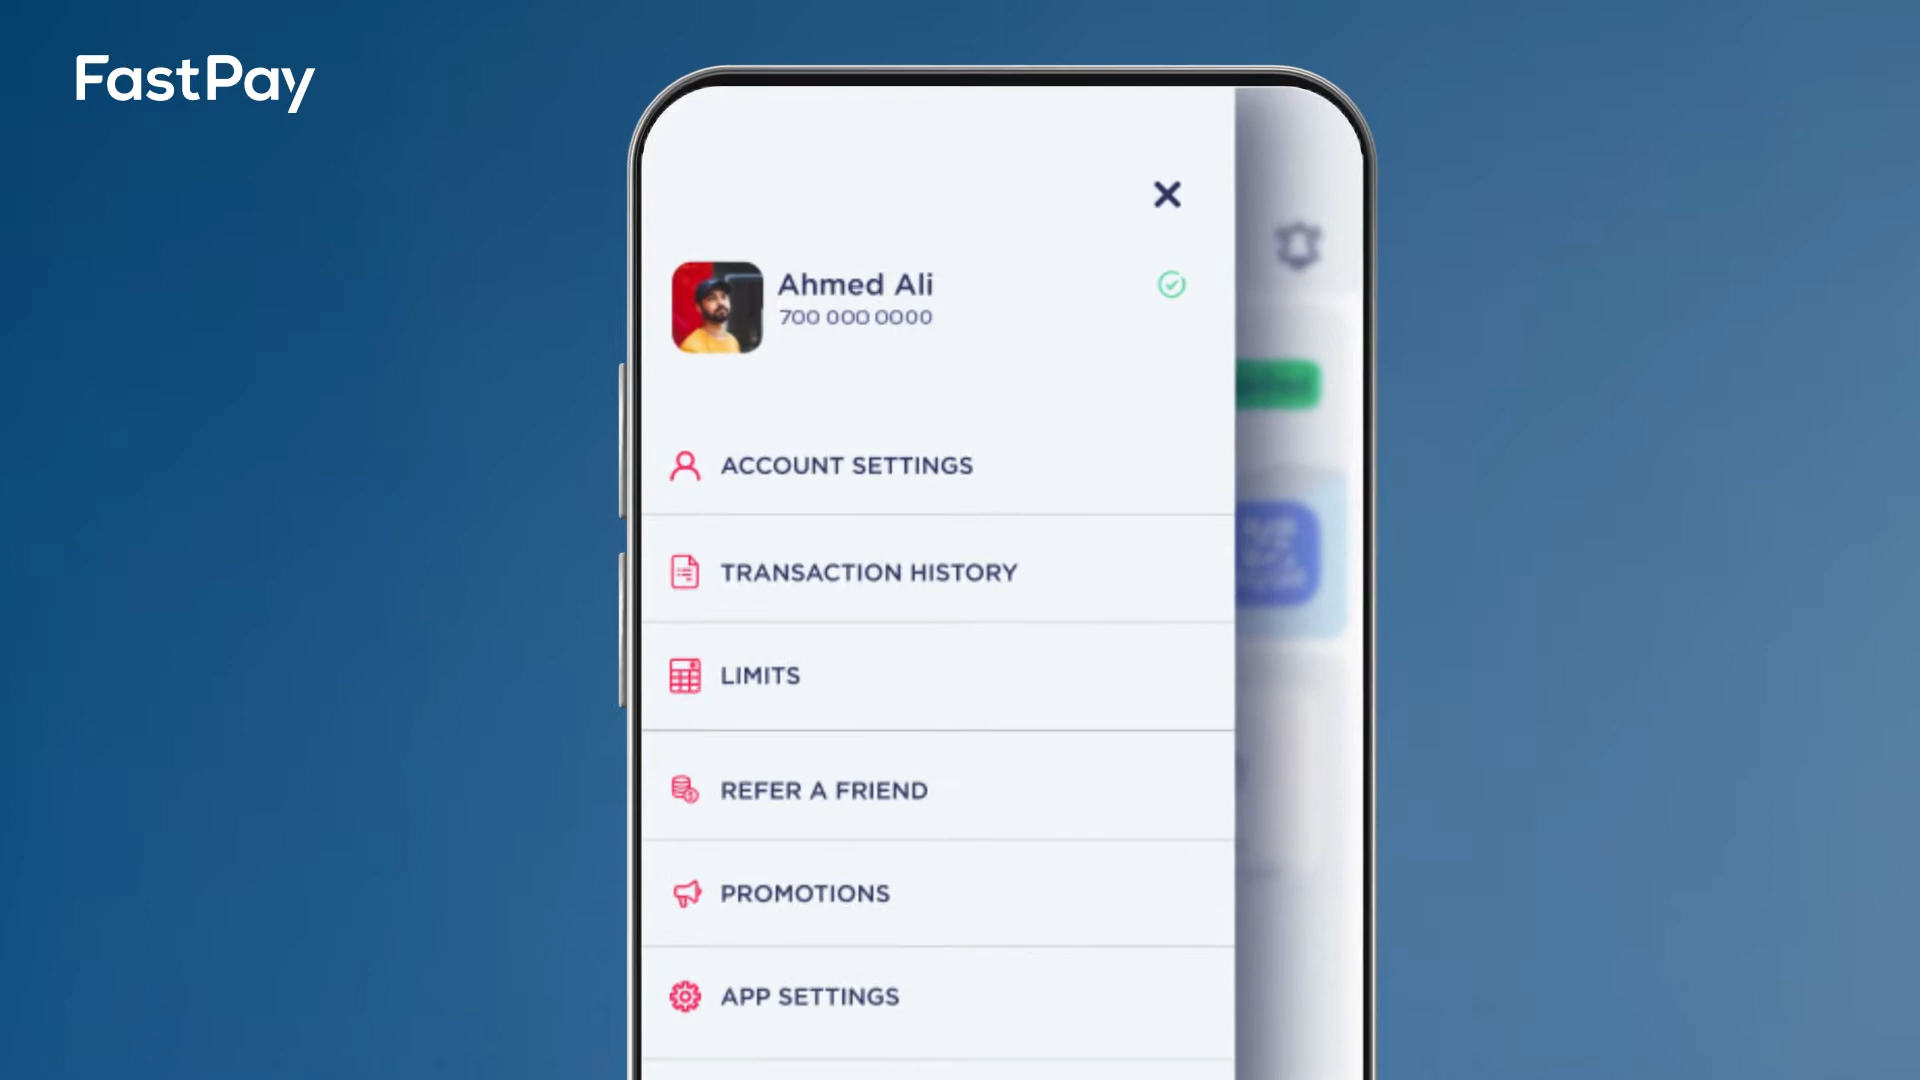 FastPay
Ahmed Ali
700 000 0000
ACCOUNT SETTINGS
TRANSACTION HISTORY
LIMITS
REFER A FRIEND
PROMOTIONS
APP SETTINGS